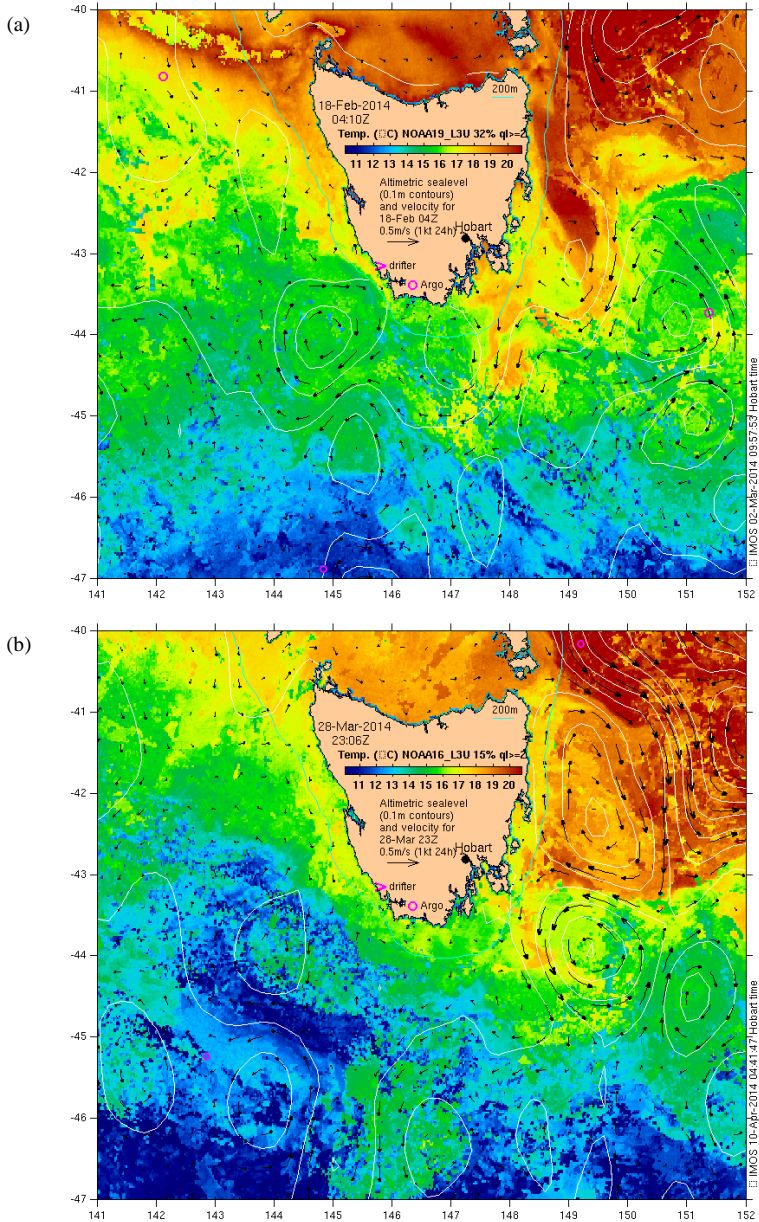 (a)
-40
-41
-42
-43
-44
-45
-46
-47
18-Feb-2014
04:10Z
200m
Temp. (▯C) NOAA19_L3U 32% ql>=2
11 12 13 14 15 16 17 18 19 20
Altimetric sealevel
(0.1m contours)
and velocity for
18-Feb 04Z
0.5m/s (1kt 24h)
Hobart
drifter
Argo
141 142 143 144 145 146 147 148 149 150 151 152
▯ IMOS 02-Mar-2014 09:57:53 Hobart time
(b)
-40
-41
-42
-43
-44
-45
-46
-47
28-Mar-2014
23:06Z
200m
Temp. (▯C) NOAA16_L3U 15% ql>=2
11 12 13 14 15 16 17 18 19 20
Altimetric sealevel
(0.1m contours)
and velocity for
28-Mar 23Z
0.5m/s (1kt 24h)
Hobart
drifter
Argo
141 142 143 144 145 146 147 148 149 150 151 152
▯ IMOS 10-Apr-2014 04:41:47 Hobart time